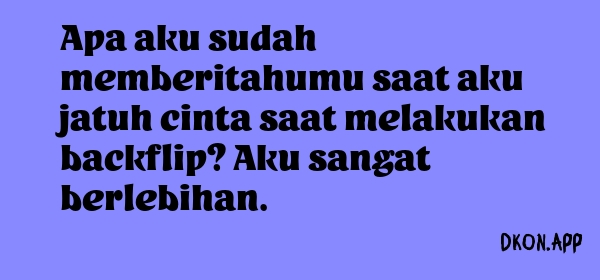 Apa aku sudah
memberitahumu saat aku
jatuh cinta saat melakukan
backflip? Aku sangat
berlebihan.
DKON.APP